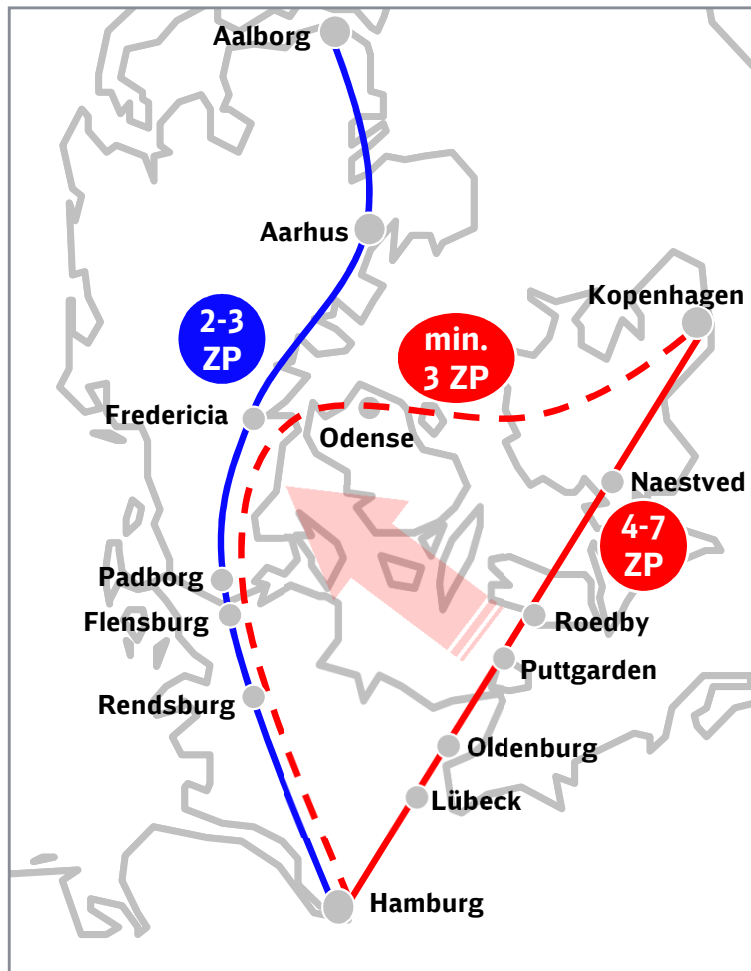 Aalborg
Aarhus
Kopenhagen
2-3
ZP
min.
3 ZP
Fredericia
Odense
Naestved
4-7
ZP
Padborg
Flensburg
Roedby
Puttgarden
Rendsburg
Oldenburg
Lübeck
Hamburg